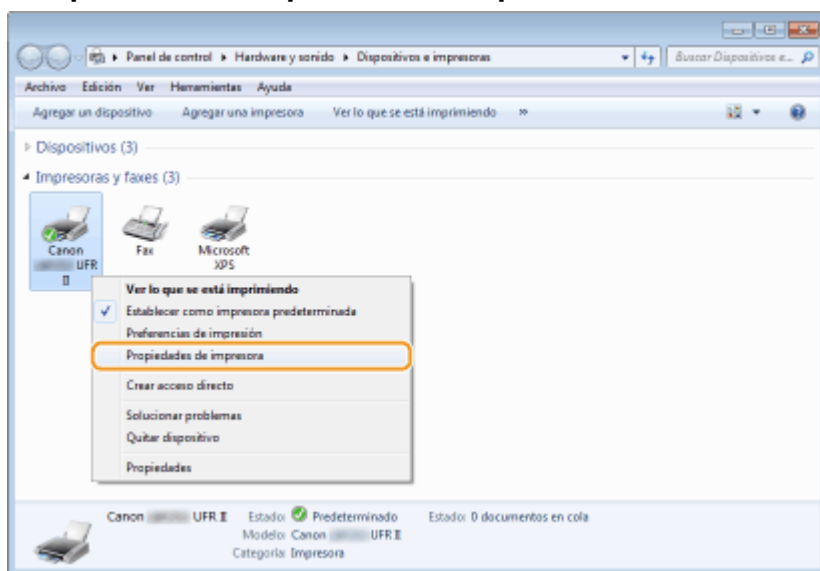 Panel de control ▸ Hardware y sonido ▸ Dispositivos e impresoras
Buscar Dispositivos e...
Archivo Edición Ver Herramientas Ayuda
Agregar un dispositivo Agregar una impresora Ver lo que se está imprimiendo »
Dispositivos (3)
Impresoras y faxes (3)
Canon
UFR
II
Fax
Microsoft
XPS
Ver lo que se está imprimiendo
Establecer como impresora predeterminada
Preferencias de impresión
Propiedades de impresora
Crear acceso directo
Solucionar problemas
Quitar dispositivo
Propiedades
Canon UFR II Estado: Predeterminado Estado: 0 documentos en cola
Modelo: Canon UFR II
Categoría: Impresora